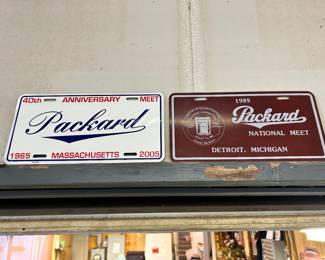 40th ANNIVERSARY MEET
Packard
1965 MASSACHUSETTS 2005
1989
Packard
NATIONAL MEET
DETROIT, MICHIGAN